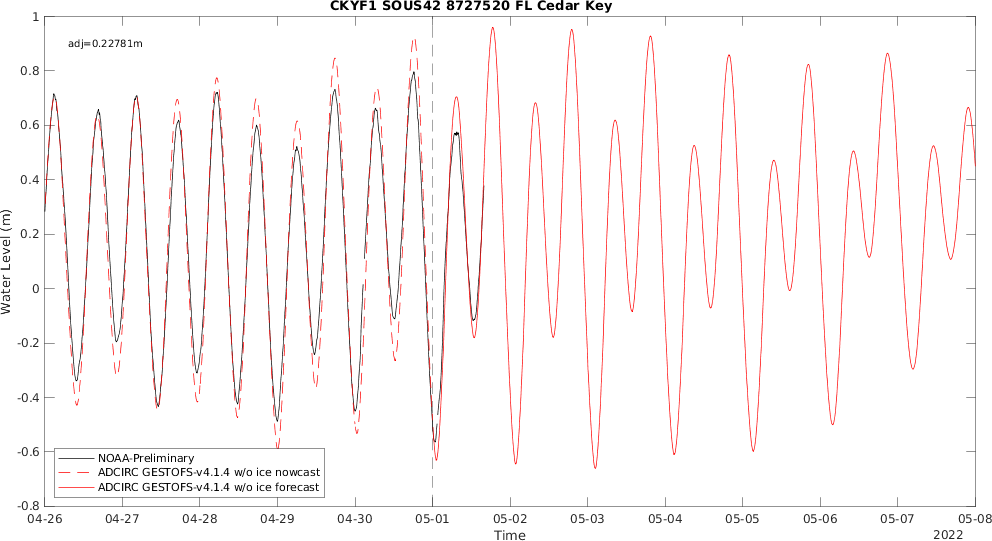 CKYF1 SOUS42 8727520 FL Cedar Key
adj=0.22781m
1
0.8
0.6
0.4
0.2
0
-0.2
-0.4
-0.6
-0.8
Water Level (m)
NOAA-Preliminary
ADCIRC GESTOFS-v4.1.4 w/o ice nowcast
ADCIRC GESTOFS-v4.1.4 w/o ice forecast
04-26 04-27 04-28 04-29 04-30 05-01 05-02 05-03 05-04 05-05 05-06 05-07 05-08
Time
2022